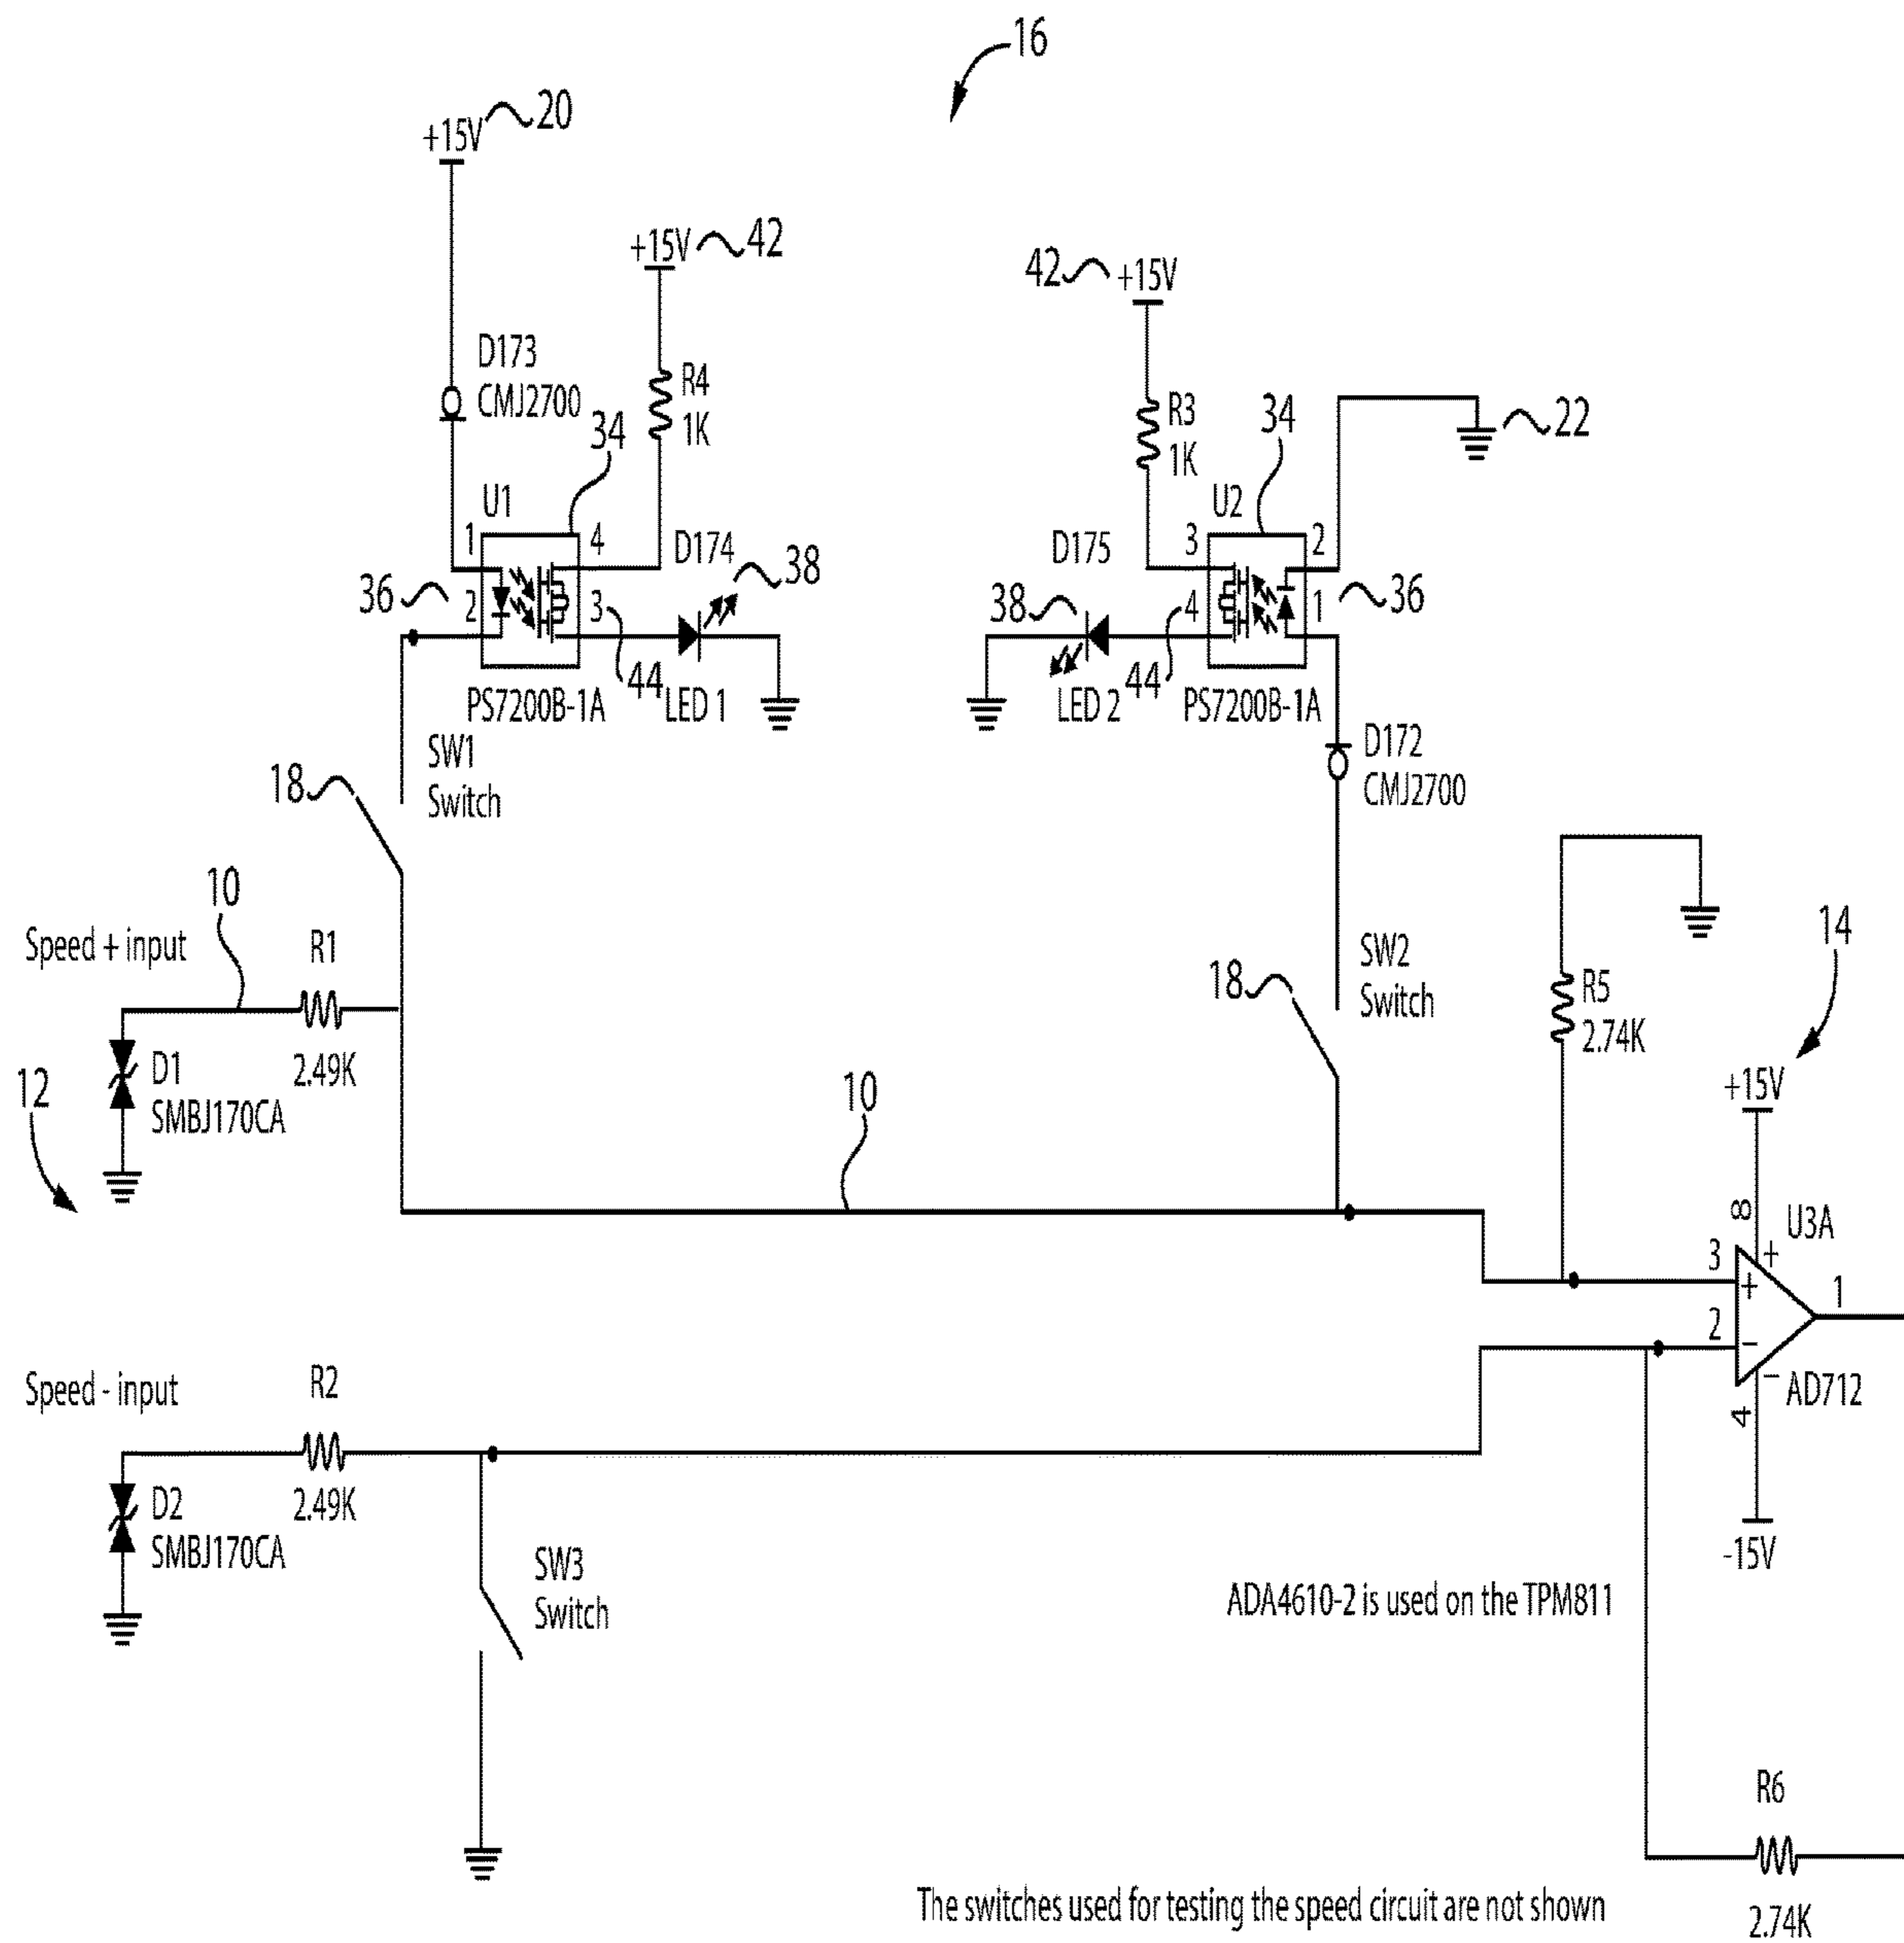 16
20
+15V
+15V
42
42
+15V
D173
CMJ2700
R4
1K
34
R3
1K
34
22
U1
U2
1
4
D174
38
D175
3
2
36
2
3
38
4
1
36
PS7200B-1A
44
LED 1
LED 2
44
PS7200B-1A
SW1
Switch
D172
CMJ2700
18
10
Speed + input
R1
18
SW2
Switch
R5
2.74K
14
12
D1
SMBJ170CA
2.49K
10
+15V
8
U3A
3
+
+
1
2
-
-
AD712
4
Speed - input
R2
D2
SMBJ170CA
2.49K
-15V
SW3
Switch
ADA4610-2 is used on the TPM811
R6
The switches used for testing the speed circuit are not shown
2.74K